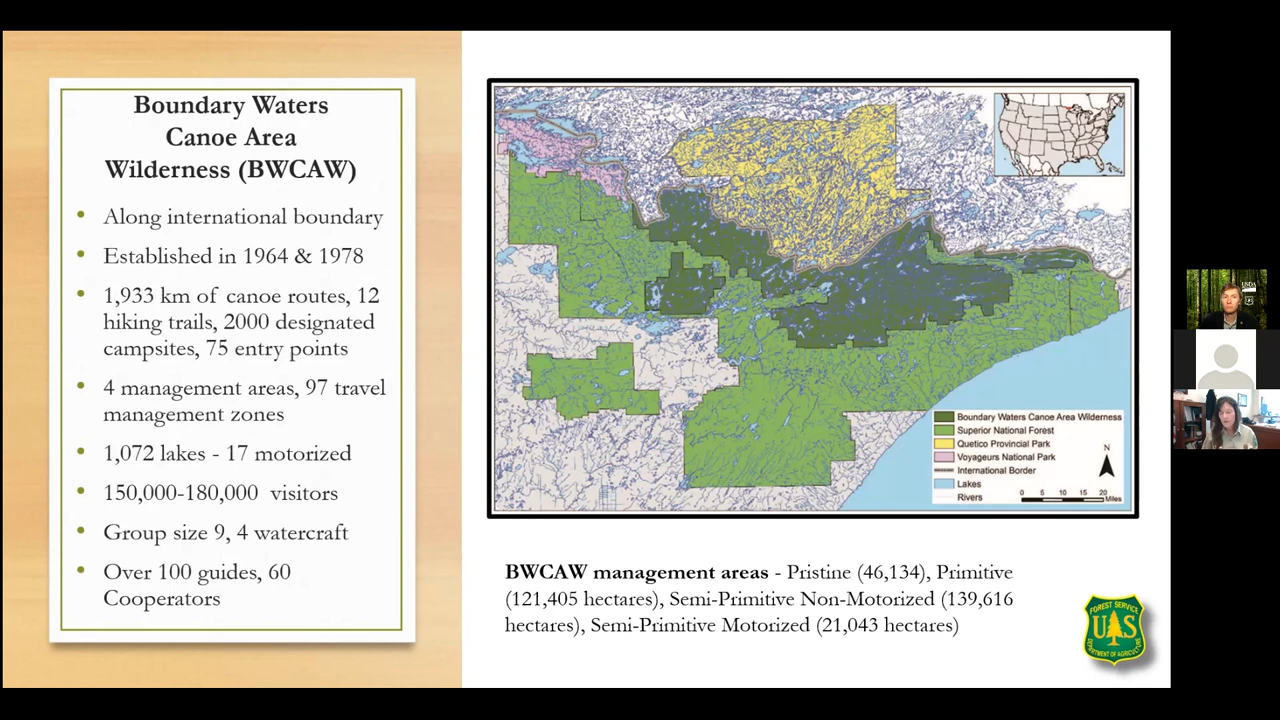 Boundary Waters
Canoe Area
Wilderness (BWCAW)
• Along international boundary
• Established in 1964 & 1978
• 1,933 km of canoe routes, 12
hiking trails, 2000 designated
campsites, 75 entry points
• 4 management areas, 97 travel
management zones
• 1,072 lakes - 17 motorized
• 150,000-180,000 visitors
• Group size 9, 4 watercraft
• Over 100 guides, 60
Cooperators
Boundary Waters Canoe Area Wilderness
Superior National Forest
Quetico Provincial Park
Voyageurs National Park
International Border
Lakes
Rivers
N
0 5 10 15 20
Miles
BWCAW management areas - Pristine (46,134), Primitive
(121,405 hectares), Semi-Primitive Non-Motorized (139,616
hectares), Semi-Primitive Motorized (21,043 hectares)
FOREST SERVICE
U S
DEPARTMENT OF AGRICULTURE
USDA